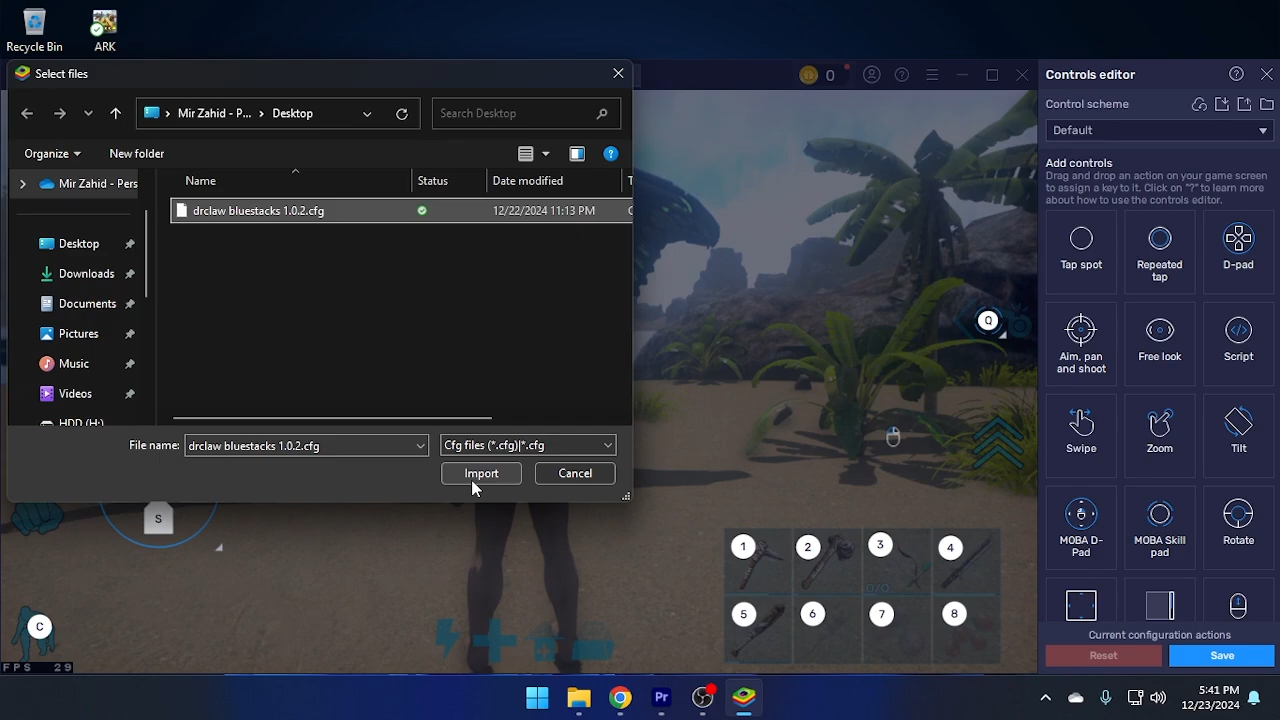 Recycle Bin
ARK
Select files
Mir Zahid - P... > Desktop
Search Desktop
Organize
New folder
Name
Status
Date modified
T
Mir Zahid - Pers
drclaw bluestacks 1.0.2.cfg
12/22/2024 11:13 PM
C
Desktop
Downloads
Documents
Pictures
Music
Videos
HDD (H:)
File name:
drclaw bluestacks 1.0.2.cfg
Cfg files (*.cfg)|*.cfg
Import
Cancel
0
Q
S
C
FPS 29
1
2
3
4
0/0
5
6
7
8
Controls editor
Control scheme
Default
Add controls
Drag and drop an action on your game screen
to assign a key to it. Click on "?" to learn more
about how to use the controls editor.
Tap spot
Repeated
tap
D-pad
Aim, pan
and shoot
Free look
Script
Swipe
Zoom
Tilt
MOBA D-
Pad
MOBA Skill
pad
Rotate
Current configuration actions
Reset
Save
Pr
5:41 PM
12/23/2024